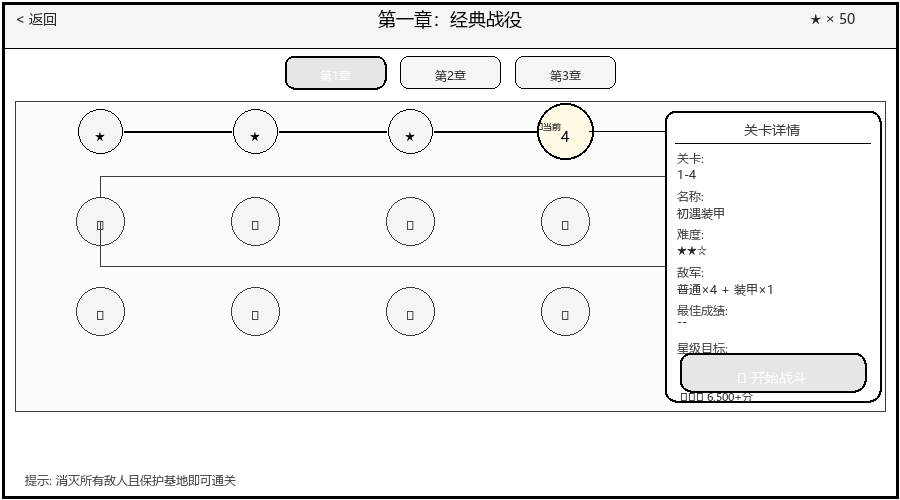 < 返回
第一章：经典战役
★ × 50
第1章
第2章
第3章
★
★
★
当前
4
关卡详情
关卡:
1-4
名称:
初遇装甲
难度:
★★☆
敌军:
普通×4 + 装甲×1
最佳成绩:
--
星级目标:
开始战斗
6,500+分
提示: 消灭所有敌人且保护基地即可通关